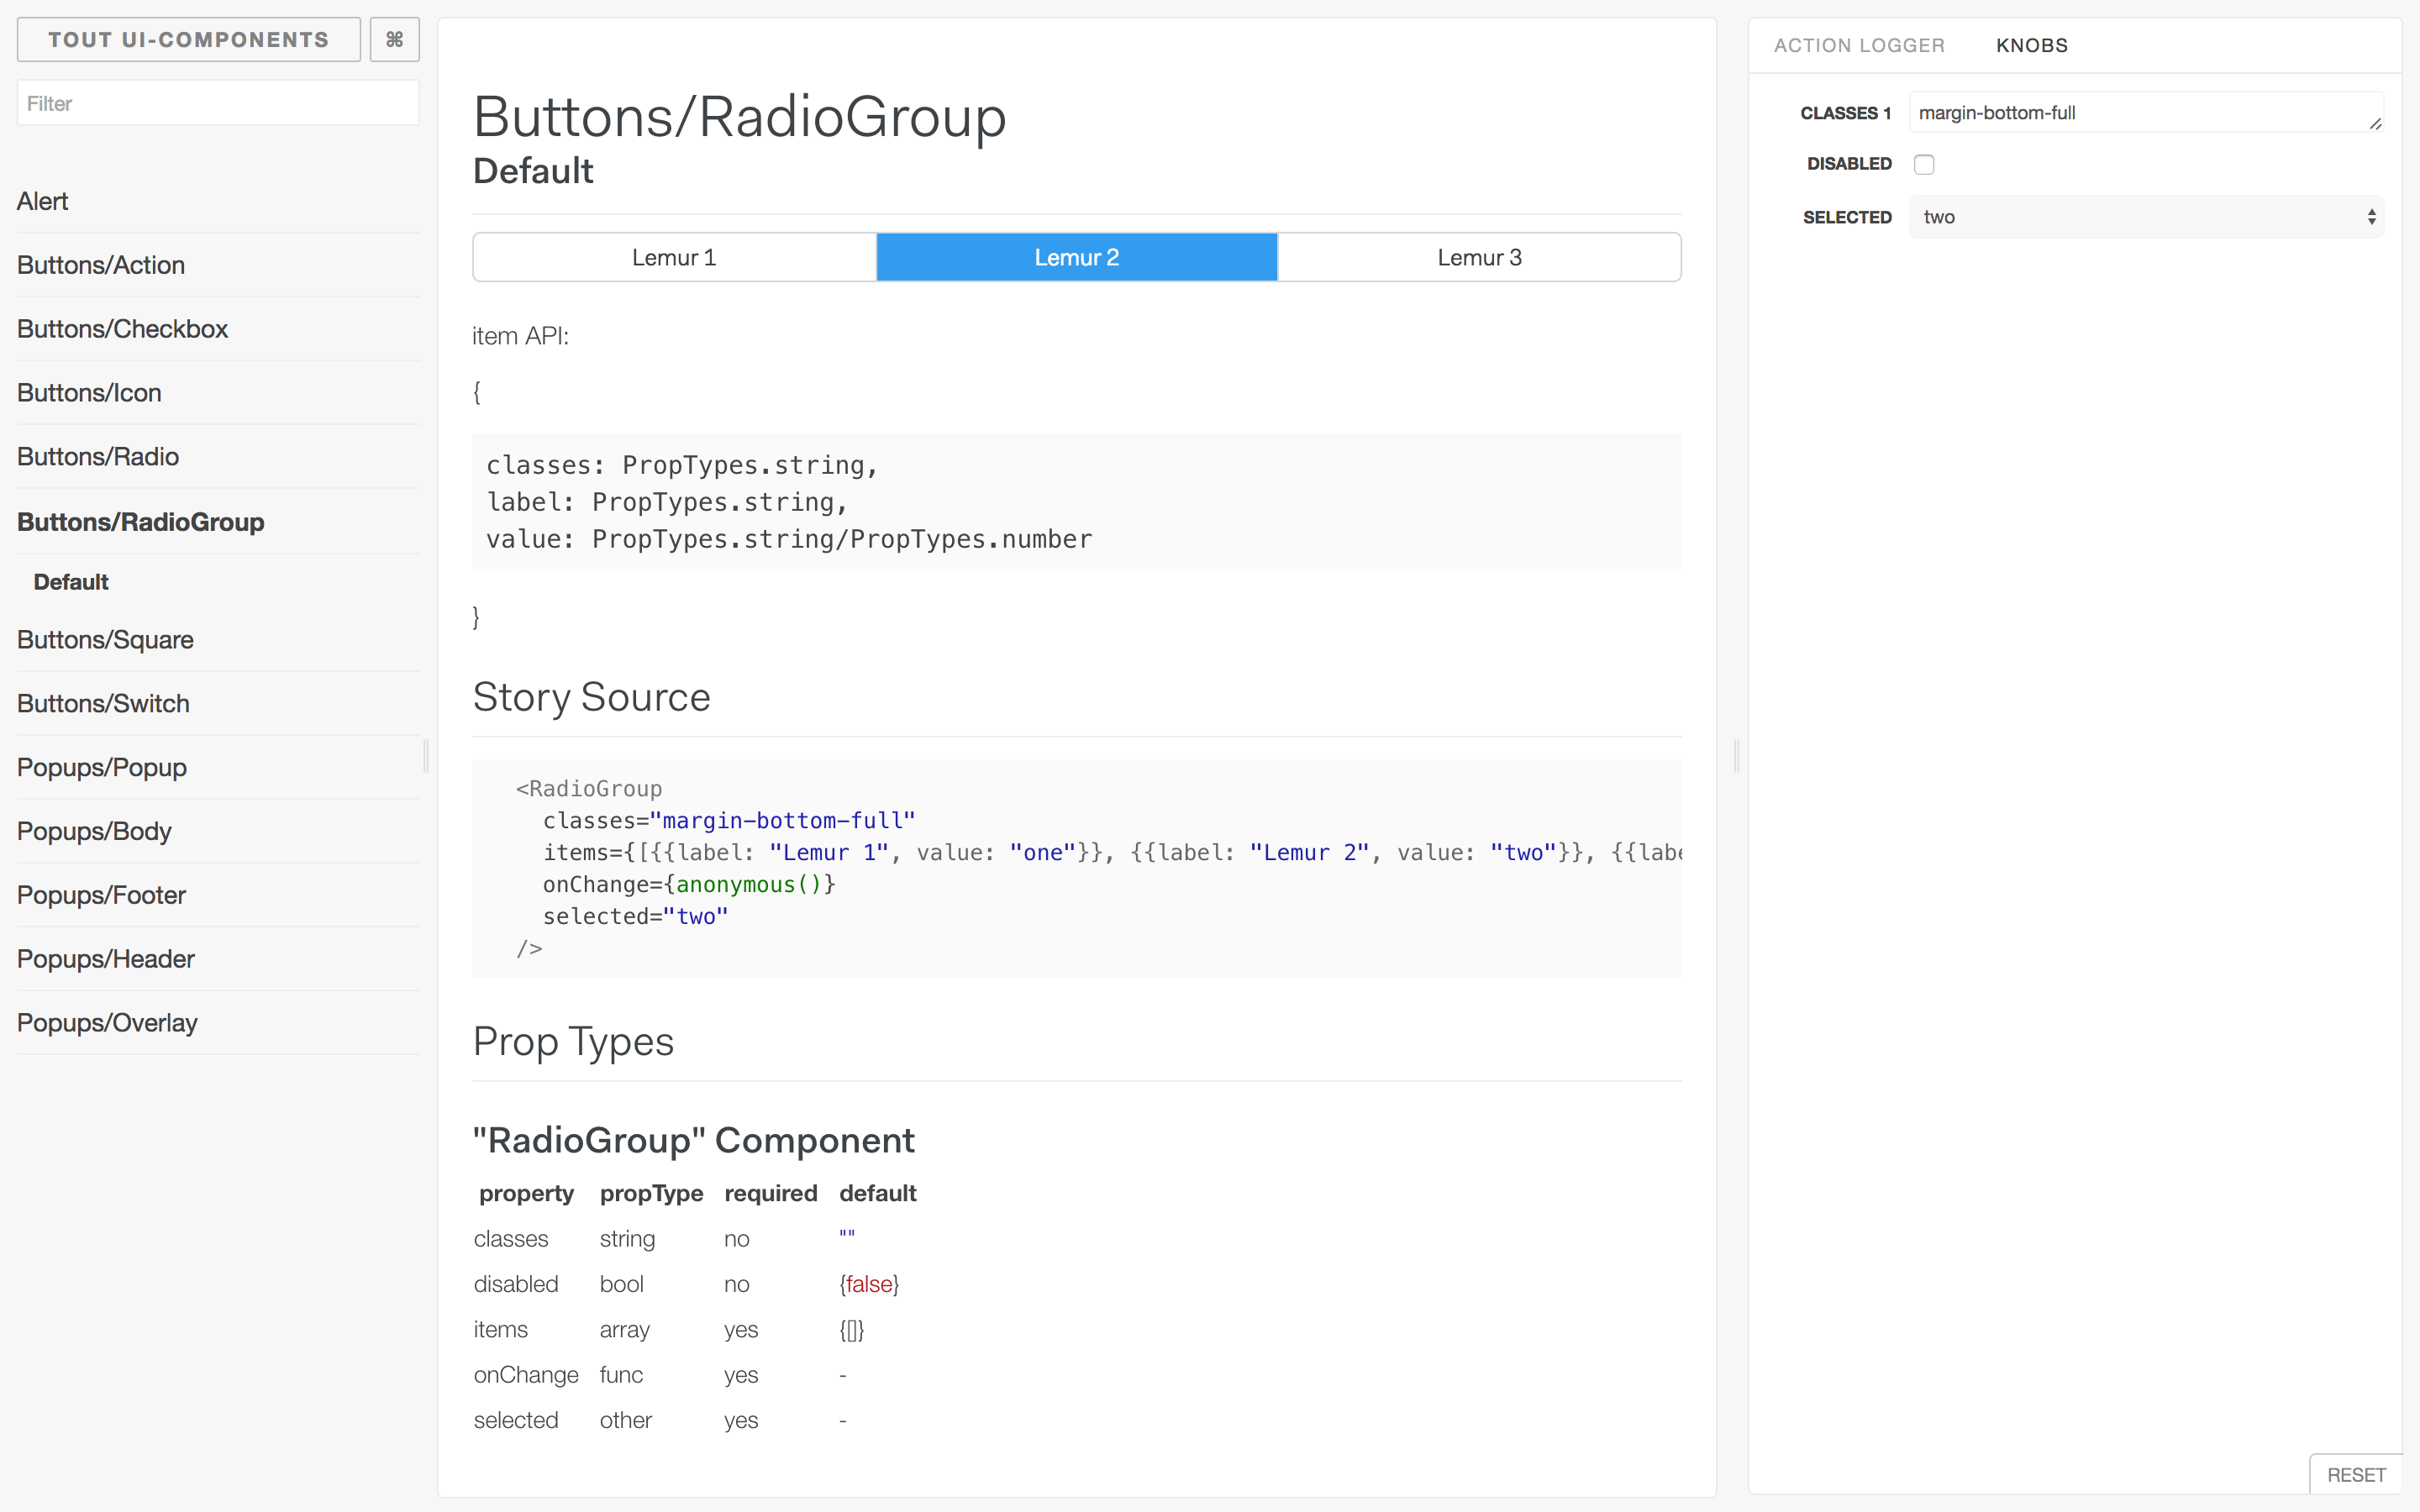 TOUT UI-COMPONENTS
⌘
Filter
Alert
Buttons/Action
Buttons/Checkbox
Buttons/Icon
Buttons/Radio
Buttons/RadioGroup
Default
Buttons/Square
Buttons/Switch
Popups/Popup
Popups/Body
Popups/Footer
Popups/Header
Popups/Overlay
Buttons/RadioGroup
Default
Lemur 1 Lemur 2 Lemur 3
item API:
{
classes: PropTypes.string,
label: PropTypes.string,
value: PropTypes.string/PropTypes.number
}
Story Source
<RadioGroup
classes="margin-bottom-full"
items={[{{label: "Lemur 1", value: "one"}}, {{label: "Lemur 2", value: "two"}}, {{labe
onChange={anonymous()}
selected="two"
/>
Prop Types
"RadioGroup" Component
property propType required default
classes string no ""
disabled bool no {false}
items array yes {[]}
onChange func yes -
selected other yes -
ACTION LOGGER KNOBS
CLASSES 1 margin-bottom-full
DISABLED
SELECTED two
RESET